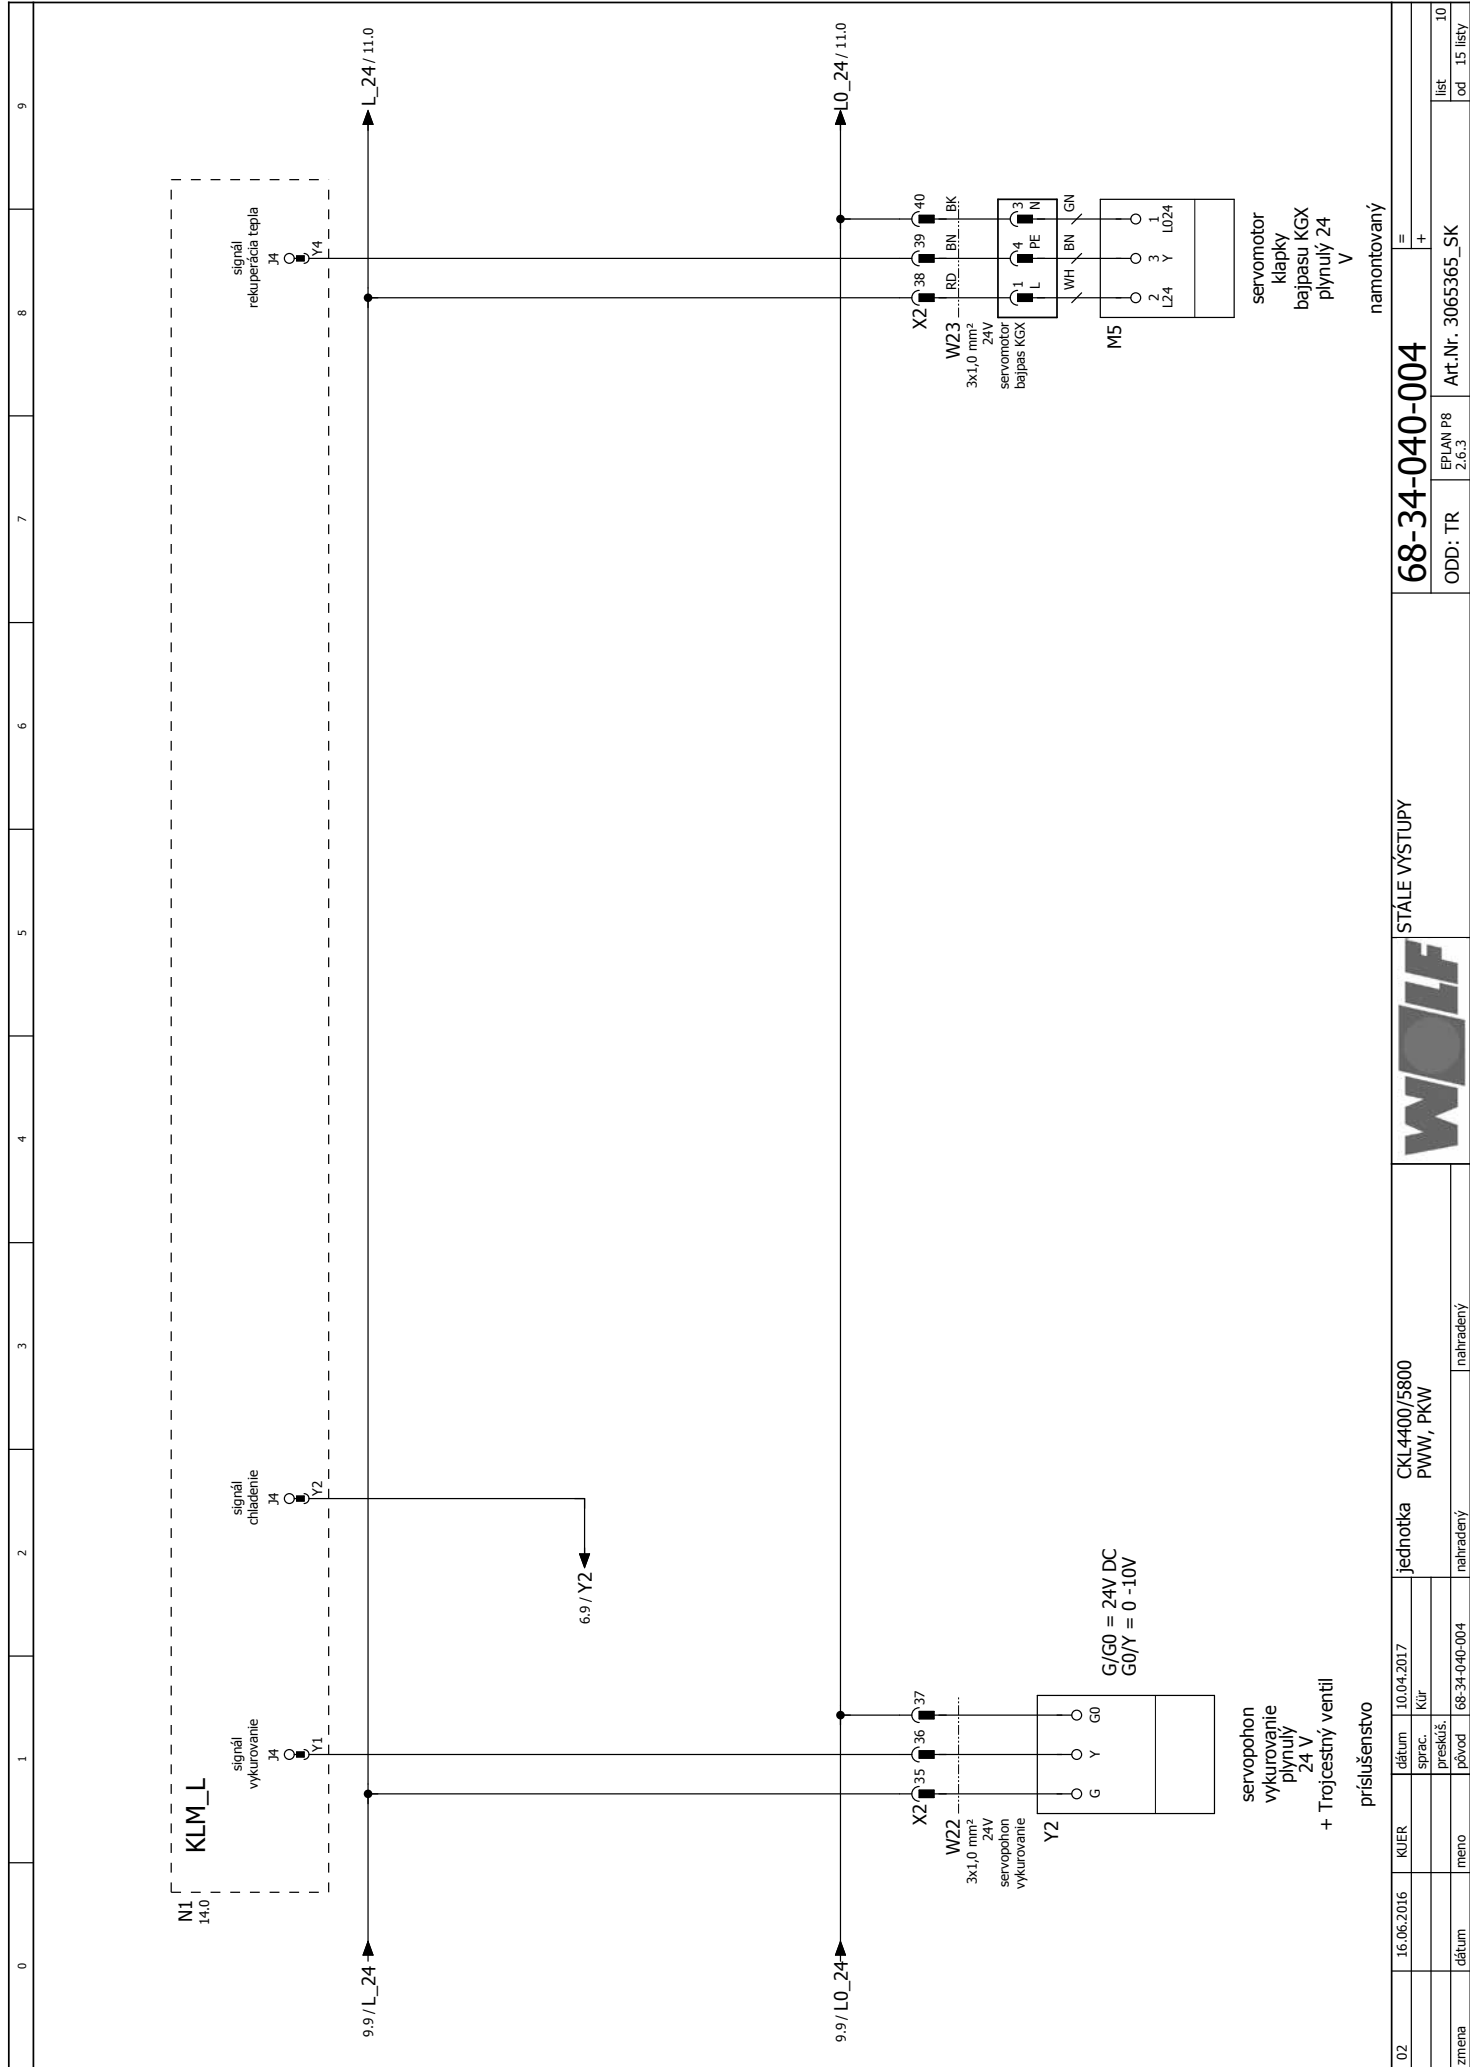 0 1 2 3 4 5 6 7 8 9
N1
14.0
KLM_L
signál
vykurovanie
J4
Y1
signál
chladenie
J4
Y2
signál
rekuperácia tepla
J4
Y4
9.9 / L_24
L_24 / 11.0
6.9 / Y2
9.9 / L0_24
L0_24 / 11.0
X2 35 36 37
W22
3x1,0 mm²
24V
servopohon
vykurovanie
Y2
G Y G0
G/G0 = 24V DC
G0/Y = 0 -10V
servopohon
vykurovanie
plynulý
24 V
+ Trojcestný ventil
príslušenstvo
X2 38 39 40
W23
RD BN BK
3x1,0 mm²
24V
servomotor
bajpas KGX
1 4 3
L PE N
WH BN GN
M5
2 3 1
L24 Y L024
servomotor
klapky
bajpasu KGX
plynulý 24
V
namontovaný
02 16.06.2016 KUER
zmena dátum meno
dátum 10.04.2017
sprac. Kür
preskúš.
pôvod 68-34-040-004
jednotka CKL4400/5800
PWW, PKW
nahradený nahradený
WOLF
STÁLE VÝSTUPY
68-34-040-004
=
+
ODD: TR
EPLAN P8
2.6.3
Art.Nr. 3065365_SK
list 10
od 15 listy